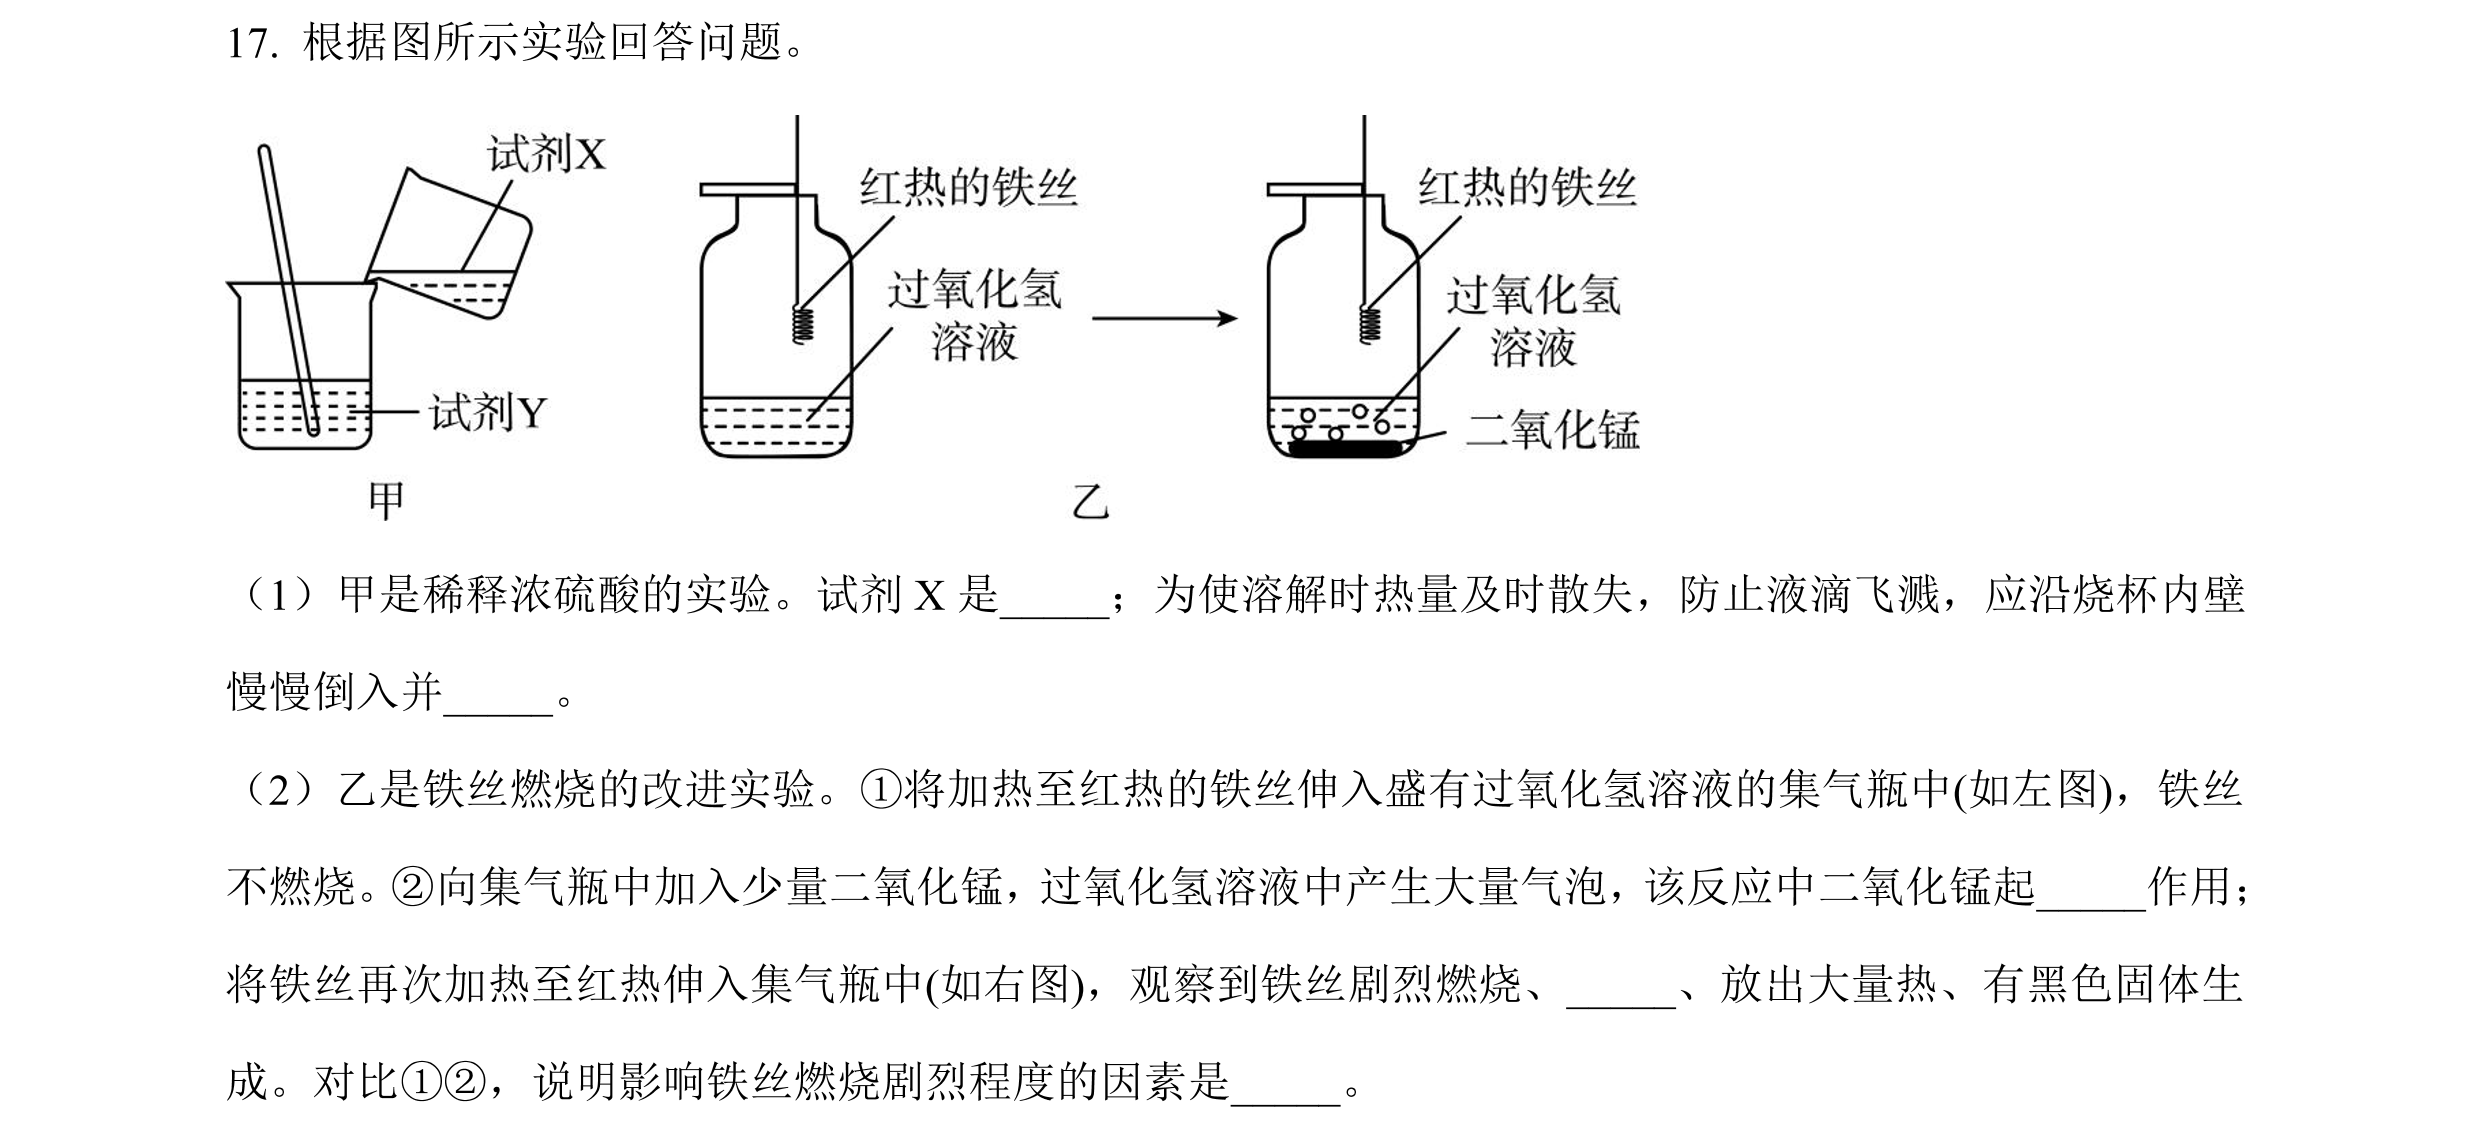 17. 根据图所示实验回答问题。
试剂X
试剂Y
甲
红热的铁丝
过氧化氢
溶液
红热的铁丝
过氧化氢
溶液
二氧化锰
乙
（1）甲是稀释浓硫酸的实验。试剂 X 是_____；为使溶解时热量及时散失，防止液滴飞溅，应沿烧杯内壁
慢慢倒入并_____。
（2）乙是铁丝燃烧的改进实验。①将加热至红热的铁丝伸入盛有过氧化氢溶液的集气瓶中(如左图)，铁丝
不燃烧。②向集气瓶中加入少量二氧化锰，过氧化氢溶液中产生大量气泡，该反应中二氧化锰起_____作用；
将铁丝再次加热至红热伸入集气瓶中(如右图)，观察到铁丝剧烈燃烧、_____、放出大量热、有黑色固体生
成。对比①②，说明影响铁丝燃烧剧烈程度的因素是_____。